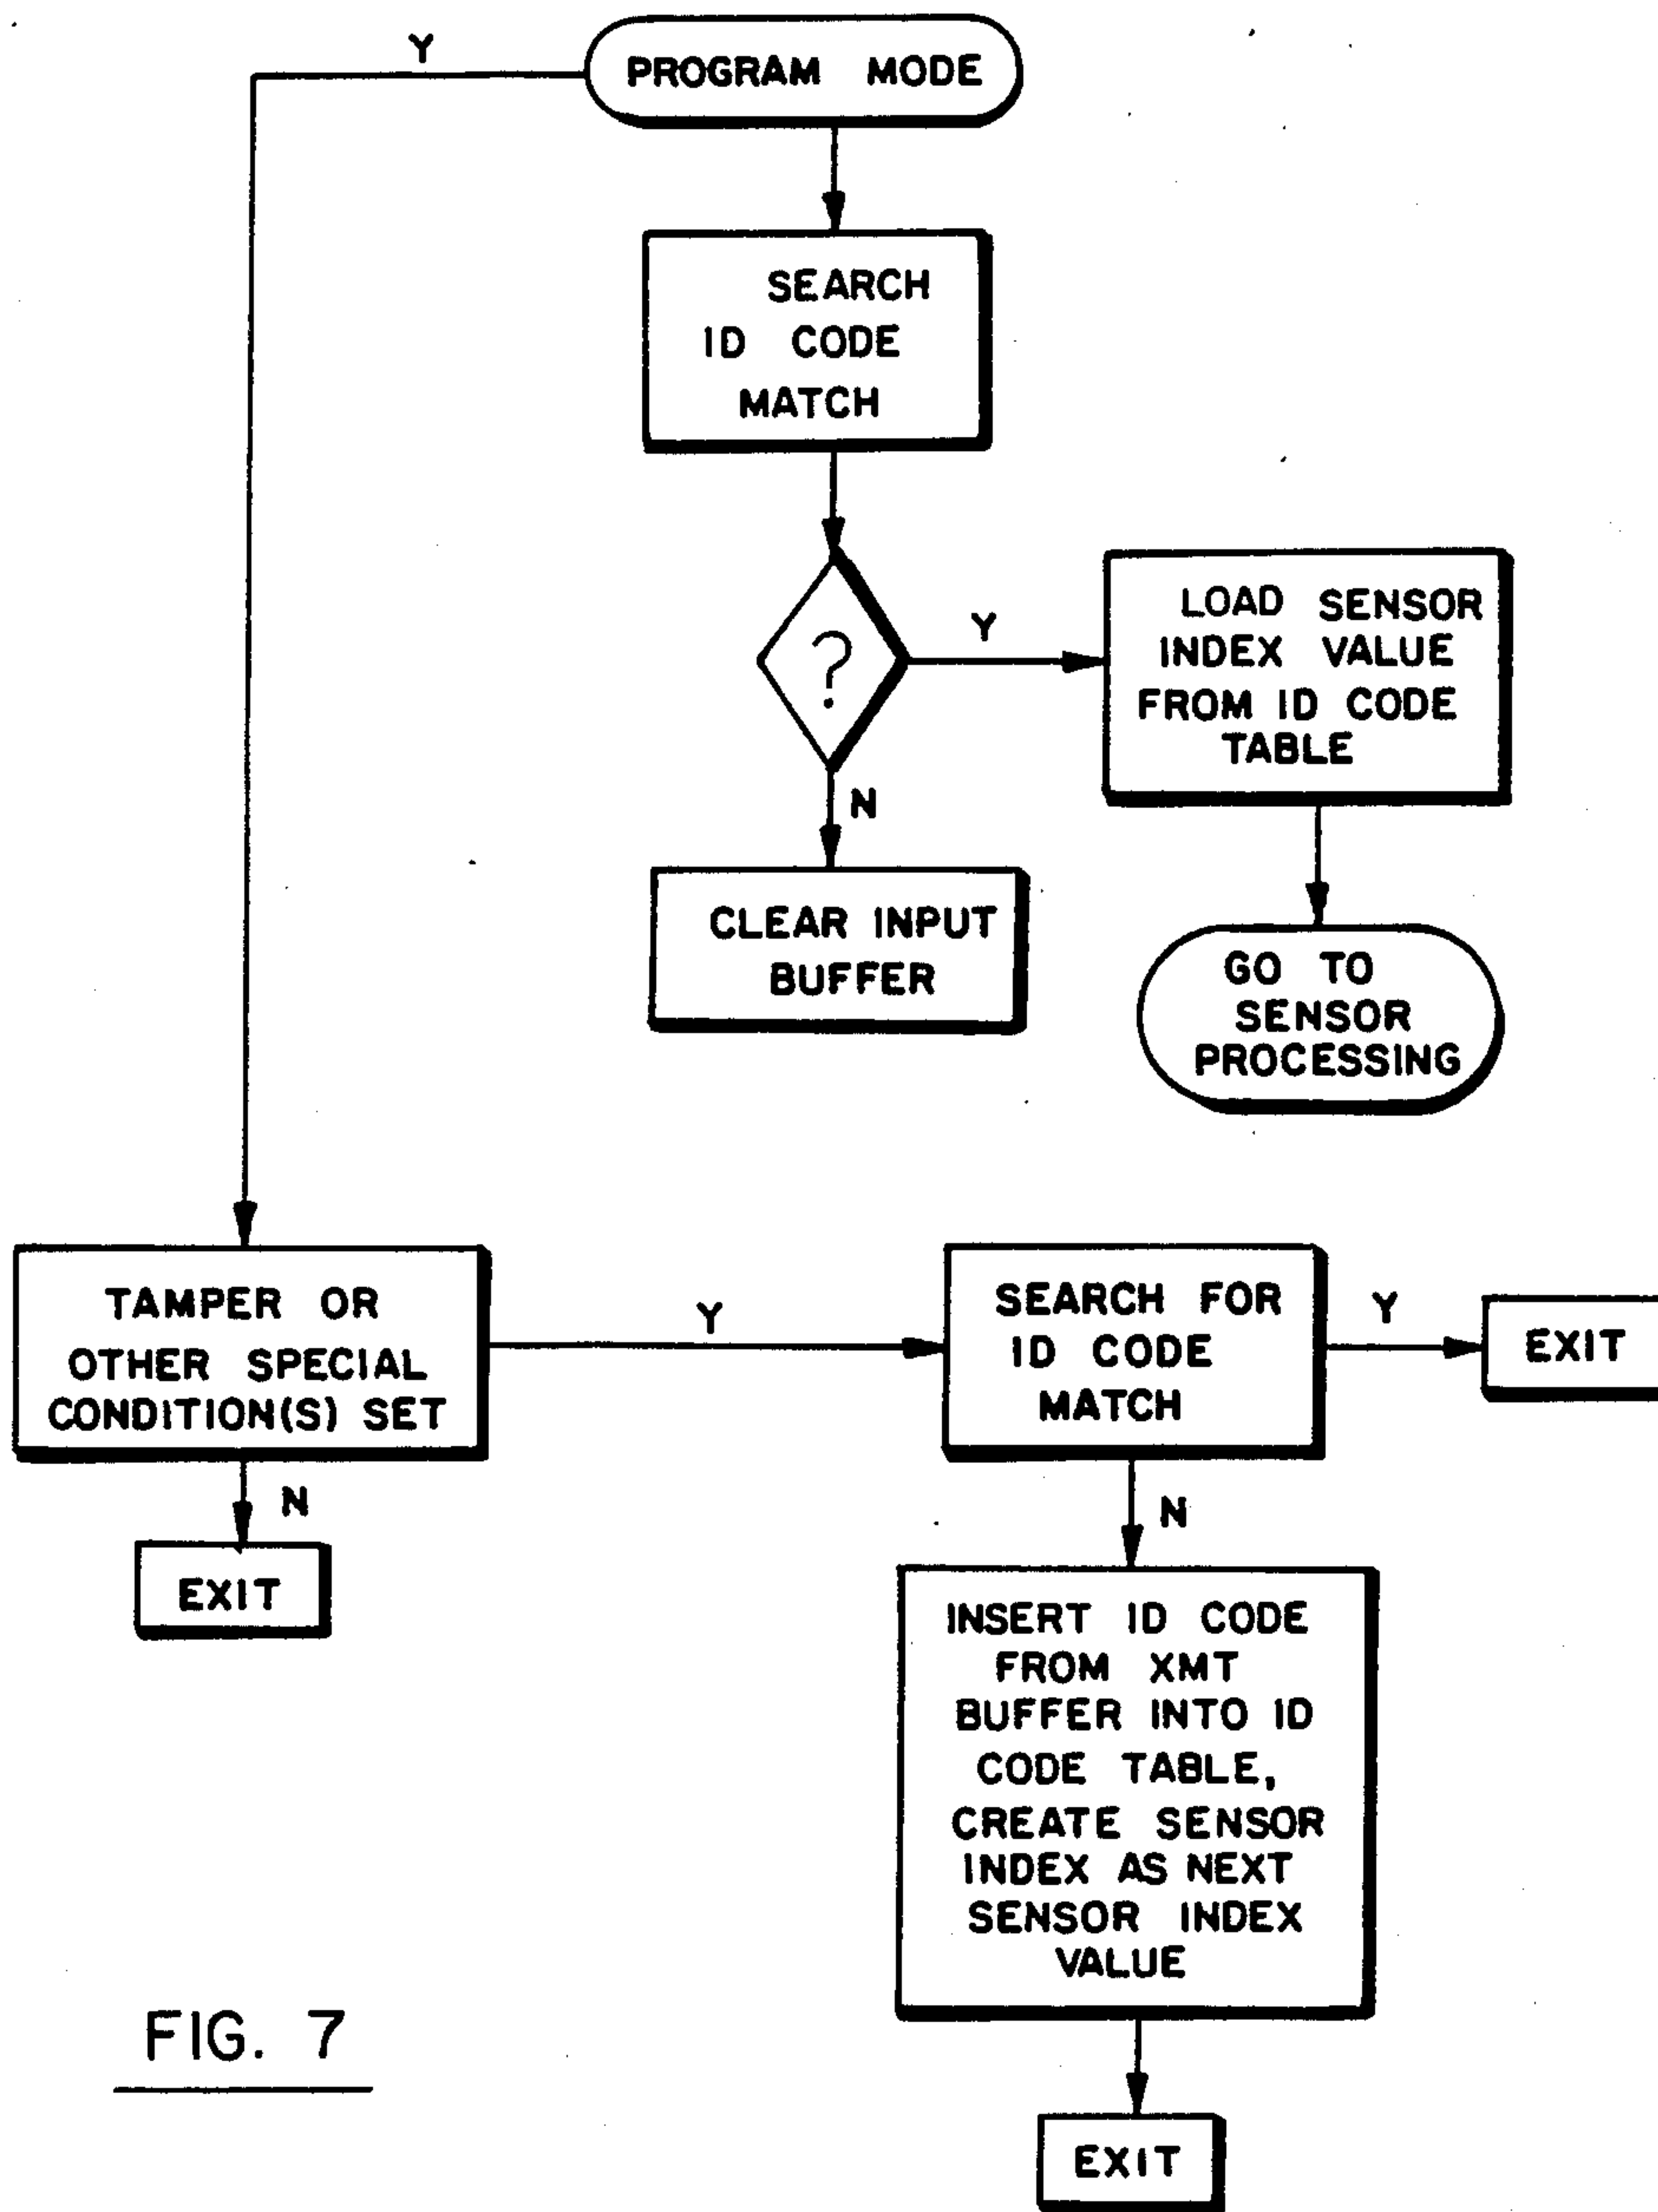 Y
PROGRAM MODE
SEARCH
ID CODE
MATCH
?
Y
LOAD SENSOR
INDEX VALUE
FROM ID CODE
TABLE
N
CLEAR INPUT
BUFFER
GO TO
SENSOR
PROCESSING
TAMPER OR
OTHER SPECIAL
CONDITION(S) SET
Y
SEARCH FOR
ID CODE
MATCH
Y
EXIT
N
EXIT
N
INSERT ID CODE
FROM XMT
BUFFER INTO ID
CODE TABLE,
CREATE SENSOR
INDEX AS NEXT
SENSOR INDEX
VALUE
EXIT
FIG. 7